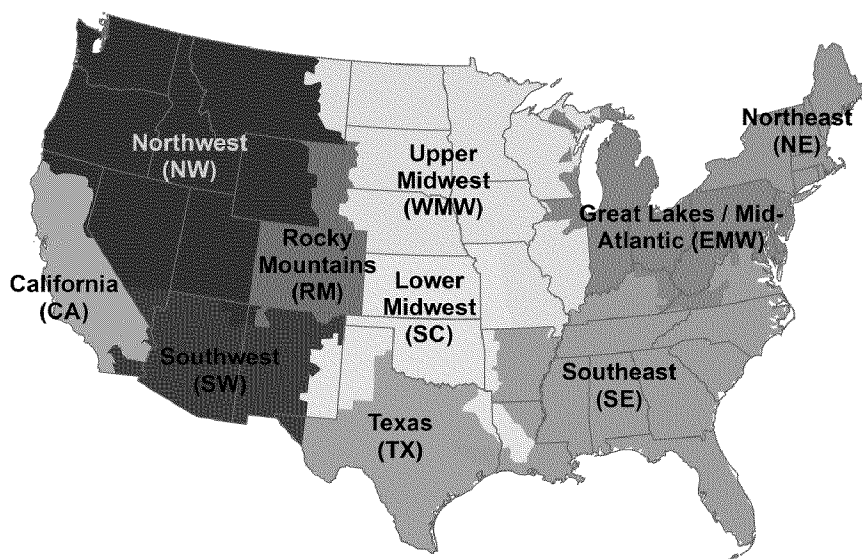 Northwest
(NW)
Upper
Midwest
(WMW)
Northeast
(NE)
Great Lakes / Mid-
Atlantic (EMW)
Rocky
Mountains
(RM)
California
(CA)
Lower
Midwest
(SC)
Southwest
(SW)
Southeast
(SE)
Texas
(TX)